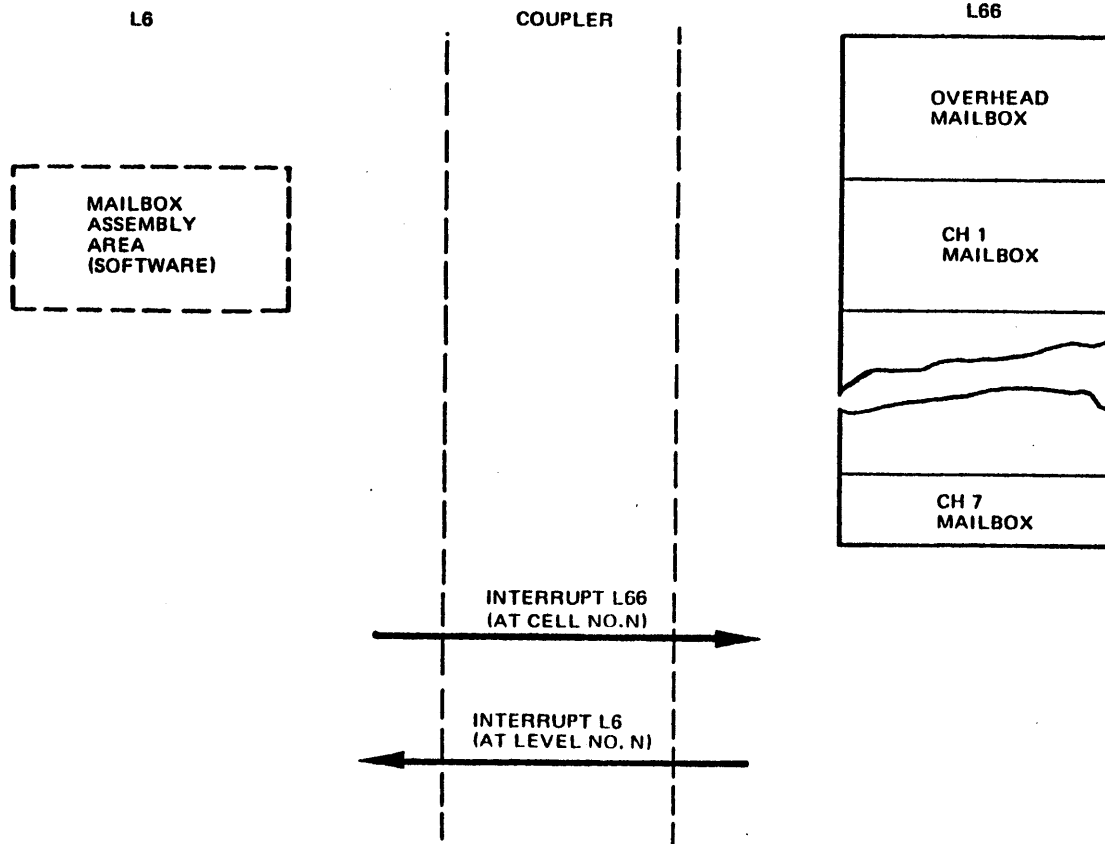 L6
COUPLER
L66
OVERHEAD
MAILBOX
MAILBOX
ASSEMBLY
AREA
(SOFTWARE)
CH 1
MAILBOX
CH 7
MAILBOX
INTERRUPT L66
(AT CELL NO.N)
INTERRUPT L6
(AT LEVEL NO. N)